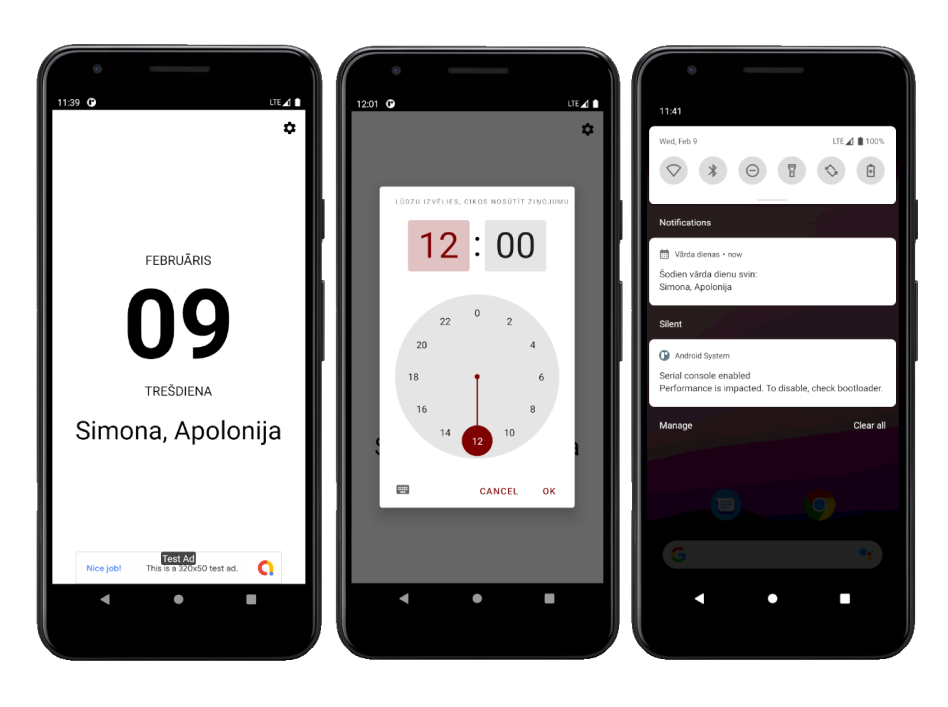 11:39
LTE
FEBRUĀRIS
09
TREŠDIENA
Simona, Apolonija
Test Ad
Nice job! This is a 320x50 test ad.
12:01
LTE
LŪDZU IZVĒLIES, CIKOS NOSŪTĪT ZIŅOJUMU
12:00
0
22
2
20
4
18
6
16
8
14
10
12
CANCEL OK
11:41
Wed, Feb 9 LTE 100%
Notifications
Vārda dienas • now
Šodien vārda dienu svin:
Simona, Apolonija
Silent
Android System
Serial console enabled
Performance is impacted. To disable, check bootloader.
Manage Clear all